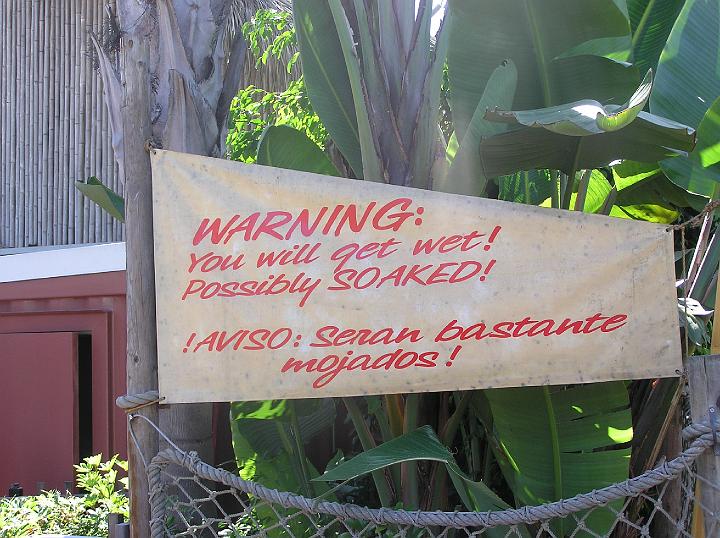 WARNING:
You will get wet!
Possibly SOAKED!
!AVISO: Seran bastante
mojados!